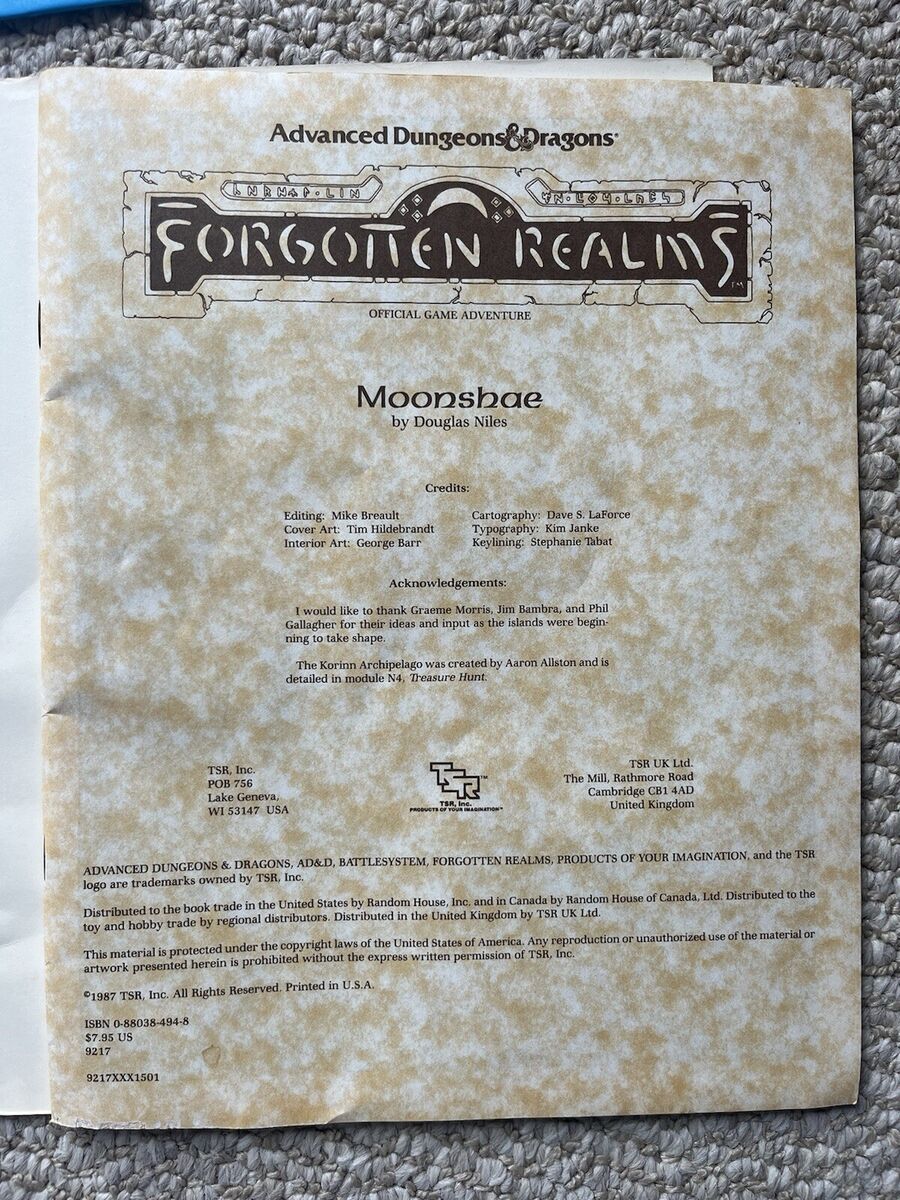 Advanced Dungeons & Dragons®
FORGOTTEN REALMS™
OFFICIAL GAME ADVENTURE
Moonshae
by Douglas Niles
Credits:
Editing: Mike Breault
Cover Art: Tim Hildebrandt
Interior Art: George Barr
Cartography: Dave S. LaForce
Typography: Kim Janke
Keylining: Stephanie Tabat
Acknowledgements:
I would like to thank Graeme Morris, Jim Bambra, and Phil
Gallagher for their ideas and input as the islands were begin-
ning to take shape.
The Korinn Archipelago was created by Aaron Allston and is
detailed in module N4, Treasure Hunt.
TSR, Inc.
POB 756
Lake Geneva,
WI 53147 USA
TSR™
TSR, Inc.
PRODUCTS OF YOUR IMAGINATION™
TSR UK Ltd.
The Mill, Rathmore Road
Cambridge CB1 4AD
United Kingdom
ADVANCED DUNGEONS & DRAGONS, AD&D, BATTLESYSTEM, FORGOTTEN REALMS, PRODUCTS OF YOUR IMAGINATION, and the TSR
logo are trademarks owned by TSR, Inc.
Distributed to the book trade in the United States by Random House, Inc. and in Canada by Random House of Canada, Ltd. Distributed to the
toy and hobby trade by regional distributors. Distributed in the United Kingdom by TSR UK Ltd.
This material is protected under the copyright laws of the United States of America. Any reproduction or unauthorized use of the material or
artwork presented herein is prohibited without the express written permission of TSR, Inc.
©1987 TSR, Inc. All Rights Reserved. Printed in U.S.A.
ISBN 0-88038-494-8
$7.95 US
9217
9217XXX1501